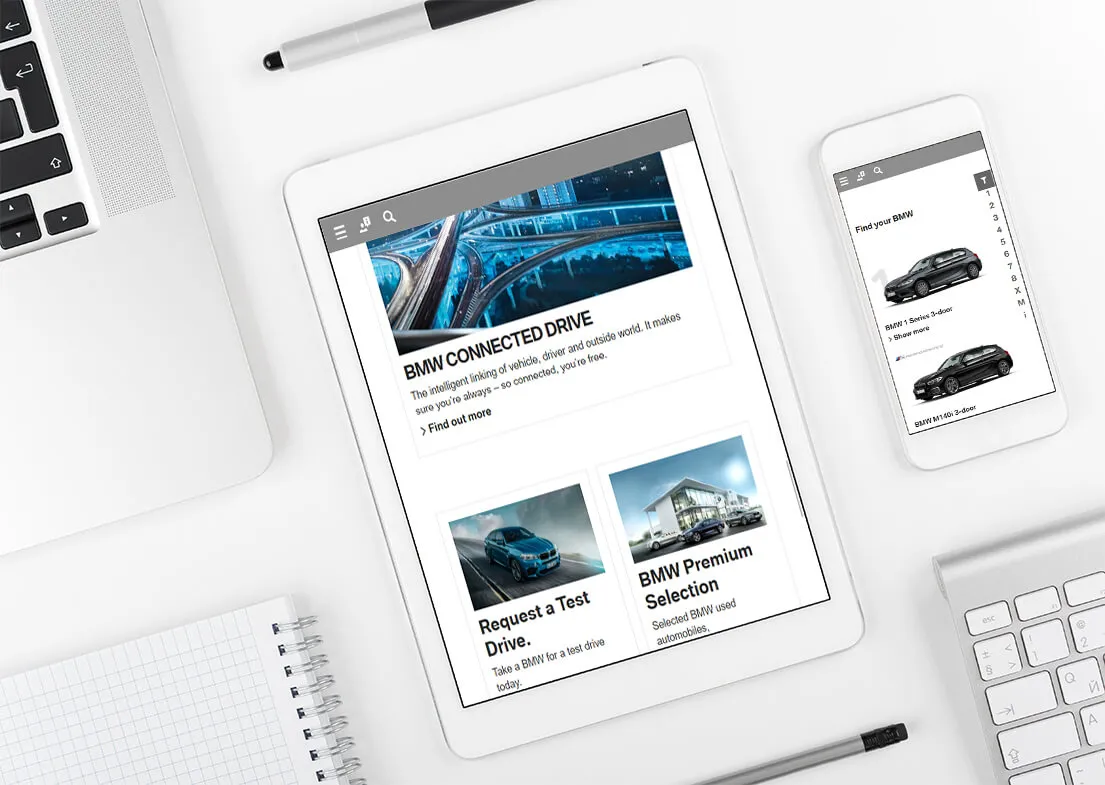 BMW CONNECTED DRIVE
The intelligent linking of vehicle, driver and outside world. It makes
sure you're always – so connected, you're free.
> Find out more
Request a Test
Drive.
Take a BMW for a test drive
today.
BMW Premium
Selection
Selected BMW used
automobiles,
Find your BMW
1
2
3
4
5
6
7
8
X
M
i
1
BMW 1 Series 3-door
> Show more
BMW M140i 3-door
esc
Q
A